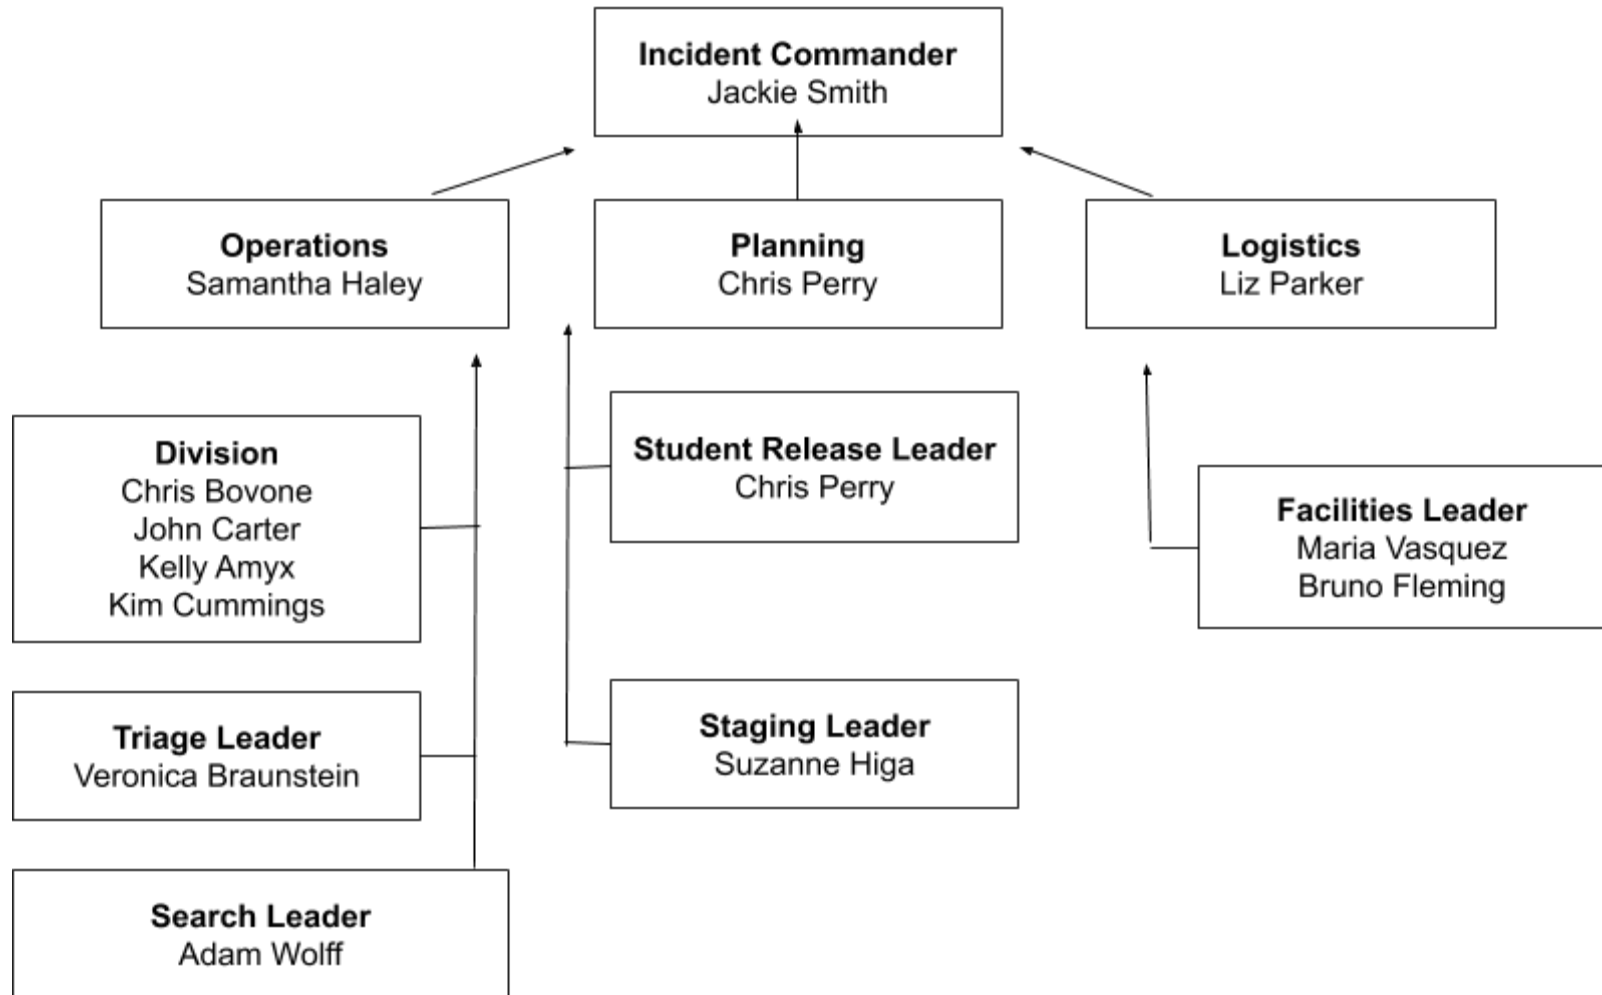 Incident Commander
Jackie Smith
Operations
Samantha Haley
Planning
Chris Perry
Logistics
Liz Parker
Division
Chris Bovone
John Carter
Kelly Amyx
Kim Cummings
Student Release Leader
Chris Perry
Facilities Leader
Maria Vasquez
Bruno Fleming
Triage Leader
Veronica Braunstein
Staging Leader
Suzanne Higa
Search Leader
Adam Wolff